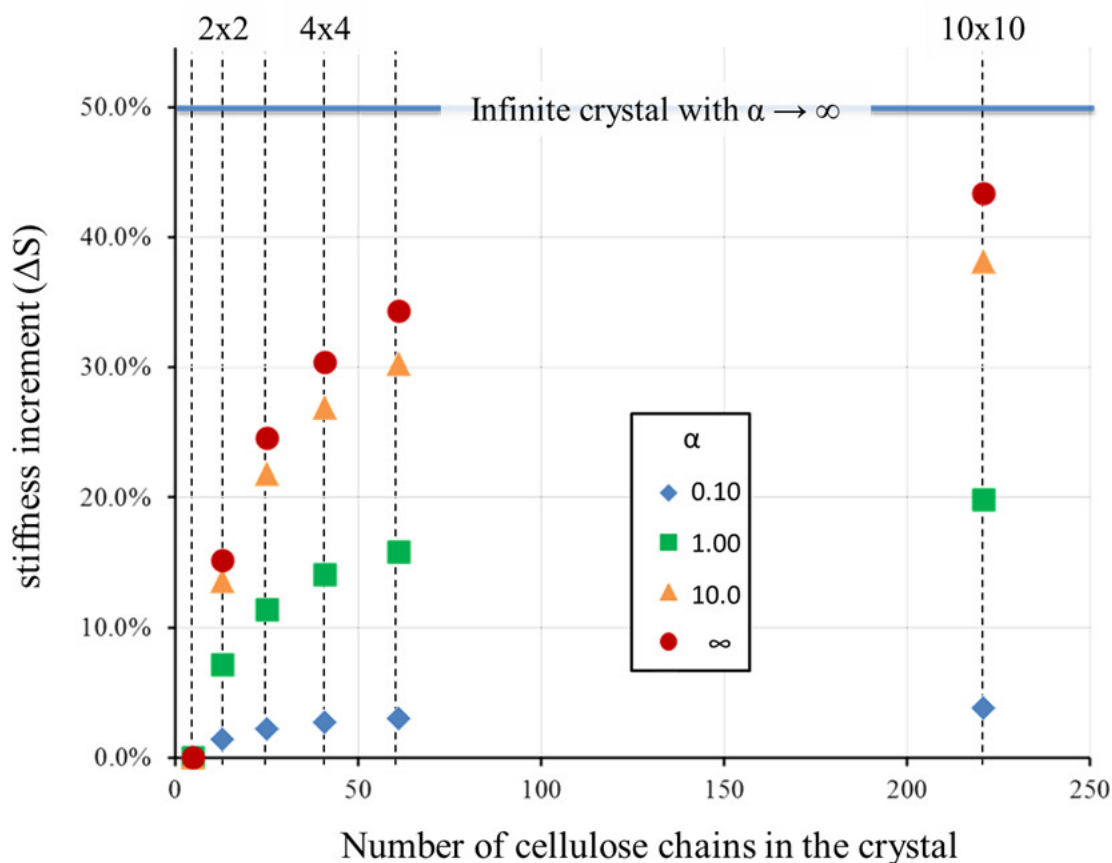 2x2 4x4 10x10
50.0%
Infinite crystal with α → ∞
40.0%
30.0%
20.0%
10.0%
0.0%
stiffness increment (ΔS)
α
0.10
1.00
10.0
∞
0 50 100 150 200 250
Number of cellulose chains in the crystal